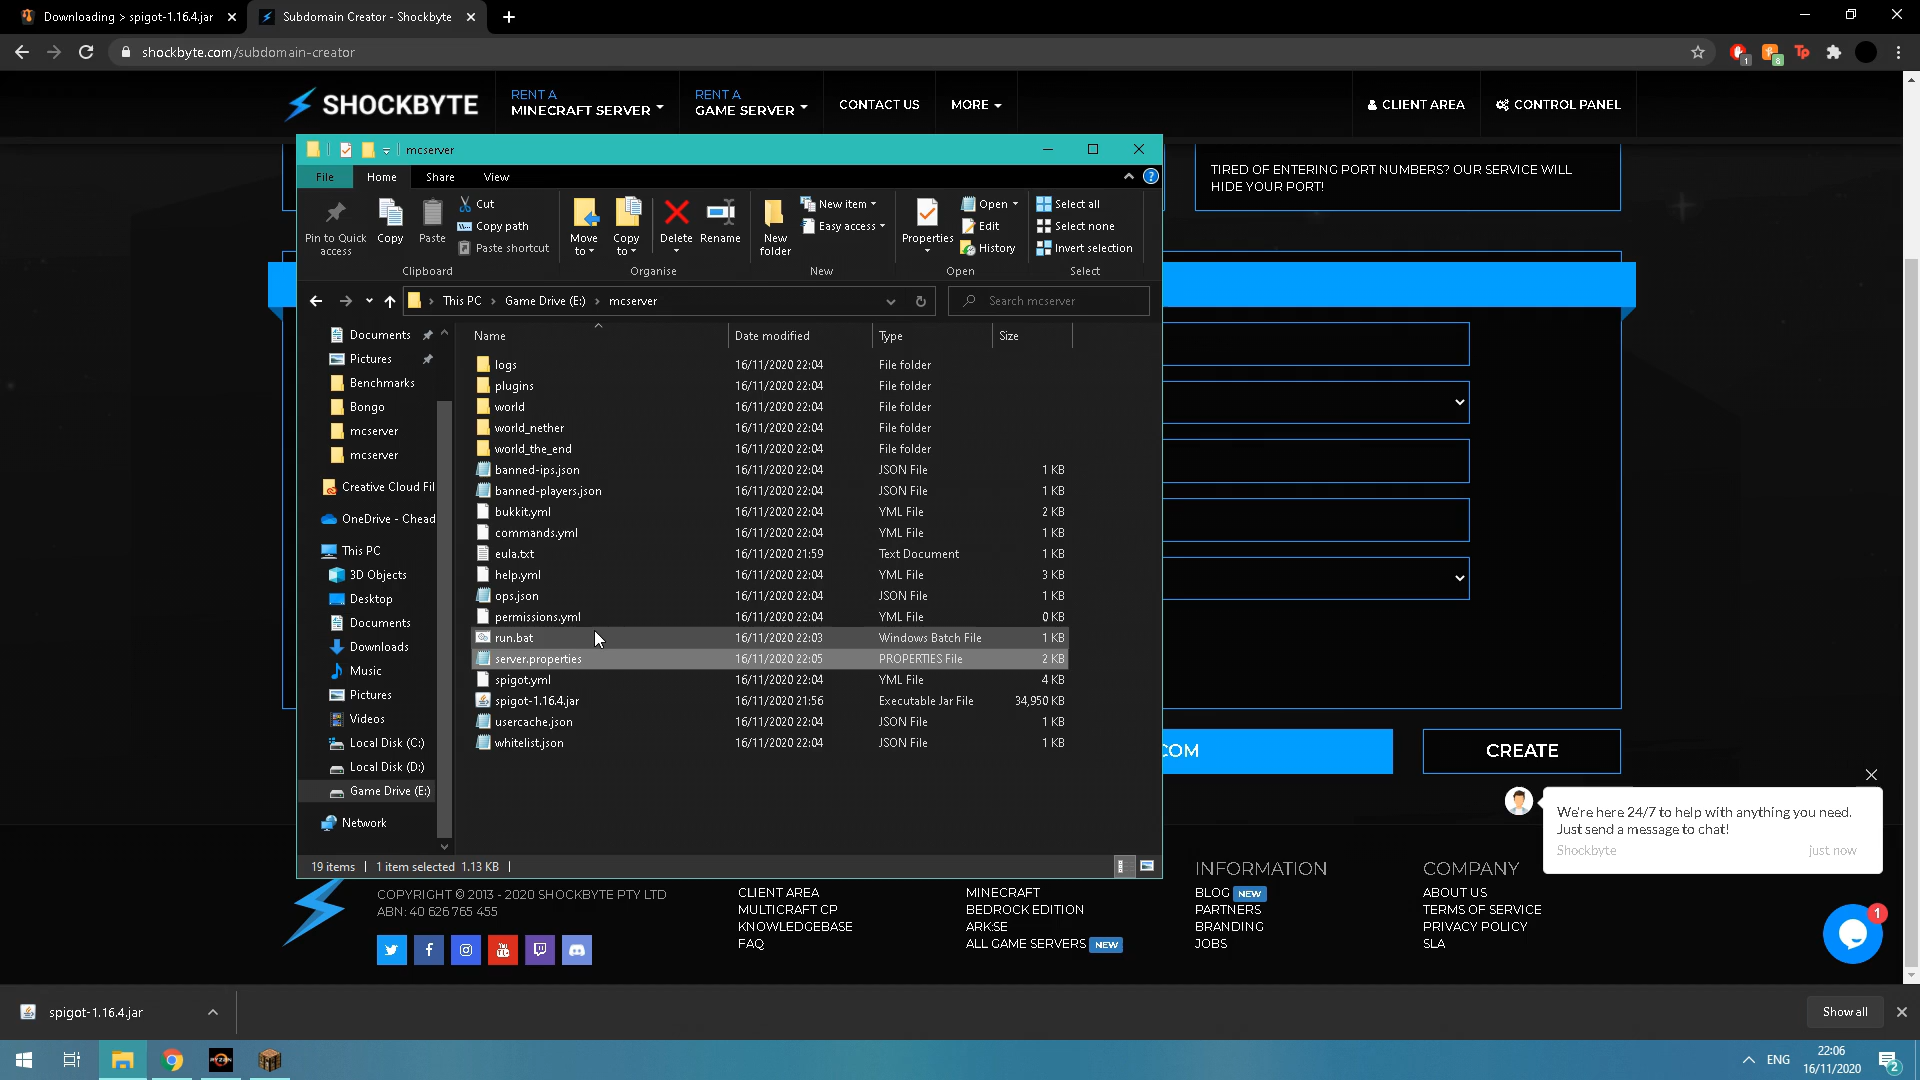 Downloading > spigot-1.16.4.jar
Subdomain Creator - Shockbyte
shockbyte.com/subdomain-creator
1
8
Tp
SHOCKBYTE
RENT A
MINECRAFT SERVER
RENT A
GAME SERVER
CONTACT US
MORE
CLIENT AREA
CONTROL PANEL
TIRED OF ENTERING PORT NUMBERS? OUR SERVICE WILL
HIDE YOUR PORT!
mcserver
File
Home
Share
View
Pin to Quick
access
Copy
Paste
Cut
Copy path
Paste shortcut
Clipboard
Move
to
Copy
to
Delete
Rename
Organise
New
folder
New item
Easy access
New
Properties
Open
Edit
History
Open
Select all
Select none
Invert selection
Select
This PC
Game Drive (E:)
mcserver
Search mcserver
Name
Date modified
Type
Size
Documents
Pictures
Benchmarks
Bongo
mcserver
mcserver
Creative Cloud Fil
OneDrive - Chead
This PC
3D Objects
Desktop
Documents
Downloads
Music
Pictures
Videos
Local Disk (C:)
Local Disk (D:)
Game Drive (E:)
Network
logs 16/11/2020 22:04 File folder
plugins 16/11/2020 22:04 File folder
world 16/11/2020 22:04 File folder
world_nether 16/11/2020 22:04 File folder
world_the_end 16/11/2020 22:04 File folder
banned-ips.json 16/11/2020 22:04 JSON File 1 KB
banned-players.json 16/11/2020 22:04 JSON File 1 KB
bukkit.yml 16/11/2020 22:04 YML File 2 KB
commands.yml 16/11/2020 22:04 YML File 1 KB
eula.txt 16/11/2020 21:59 Text Document 1 KB
help.yml 16/11/2020 22:04 YML File 3 KB
ops.json 16/11/2020 22:04 JSON File 1 KB
permissions.yml 16/11/2020 22:04 YML File 0 KB
run.bat 16/11/2020 22:03 Windows Batch File 1 KB
server.properties 16/11/2020 22:05 PROPERTIES File 2 KB
spigot.yml 16/11/2020 22:04 YML File 4 KB
spigot-1.16.4.jar 16/11/2020 21:56 Executable Jar File 34,950 KB
usercache.json 16/11/2020 22:04 JSON File 1 KB
whitelist.json 16/11/2020 22:04 JSON File 1 KB
19 items
1 item selected 1.13 KB
COM
CREATE
We're here 24/7 to help with anything you need.
Just send a message to chat!
Shockbyte
just now
1
COPYRIGHT © 2013 - 2020 SHOCKBYTE PTY LTD
ABN: 40 626 765 455
CLIENT AREA
MULTICRAFT CP
KNOWLEDGEBASE
FAQ
MINECRAFT
BEDROCK EDITION
ARK:SE
ALL GAME SERVERS NEW
INFORMATION
BLOG NEW
PARTNERS
BRANDING
JOBS
COMPANY
ABOUT US
TERMS OF SERVICE
PRIVACY POLICY
SLA
spigot-1.16.4.jar
Show all
RYZEN
ENG
22:06
16/11/2020
2